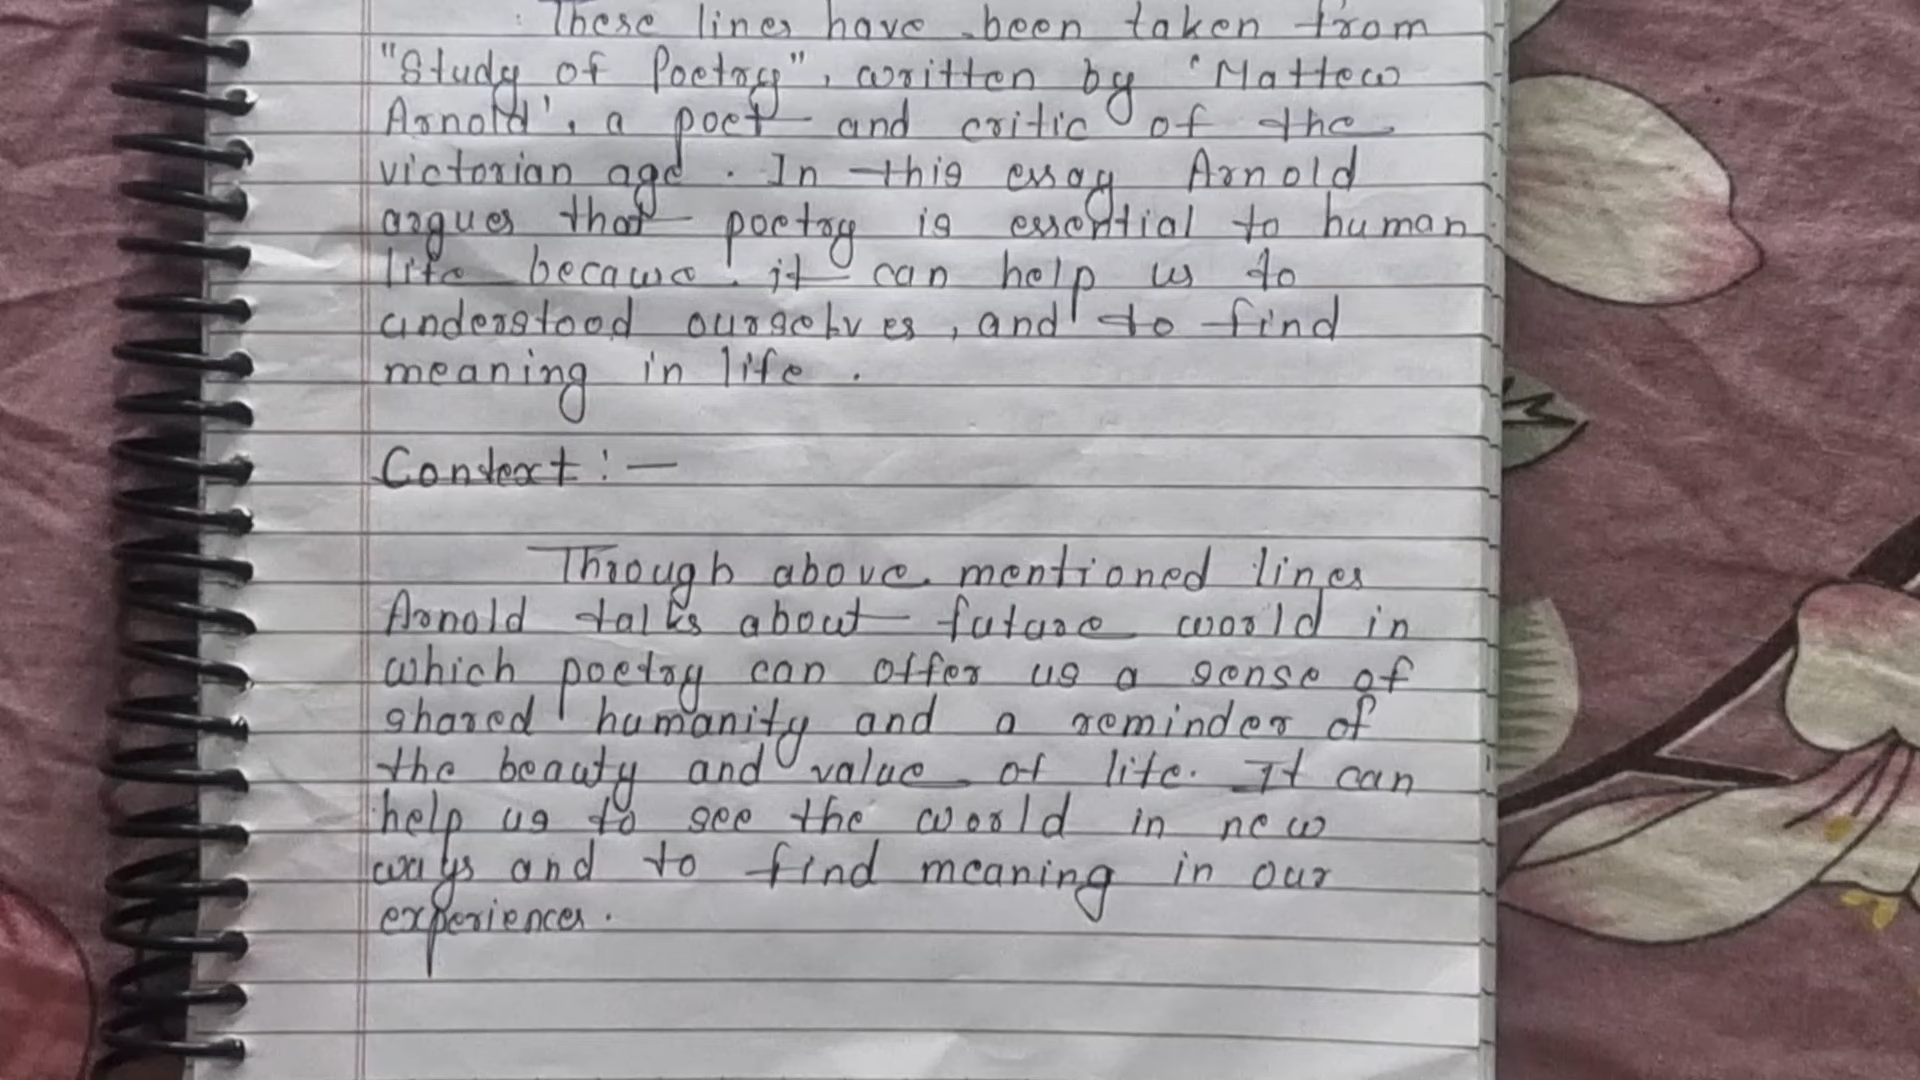 These lines have been taken from
"Study of Poetry", written by 'Mattew
Arnold', a poet and critic of the
victorian age. In this essay Arnold
argues that poetry is essential to human
life because it can help us to
understood ourselves, and to find
meaning in life.
Context :-
Through above mentioned lines
Arnold talks about future world in
which poetry can offer us a sense of
shared humanity and a reminder of
the beauty and value of life. It can
help us to see the world in new
ways and to find meaning in our
experiences.